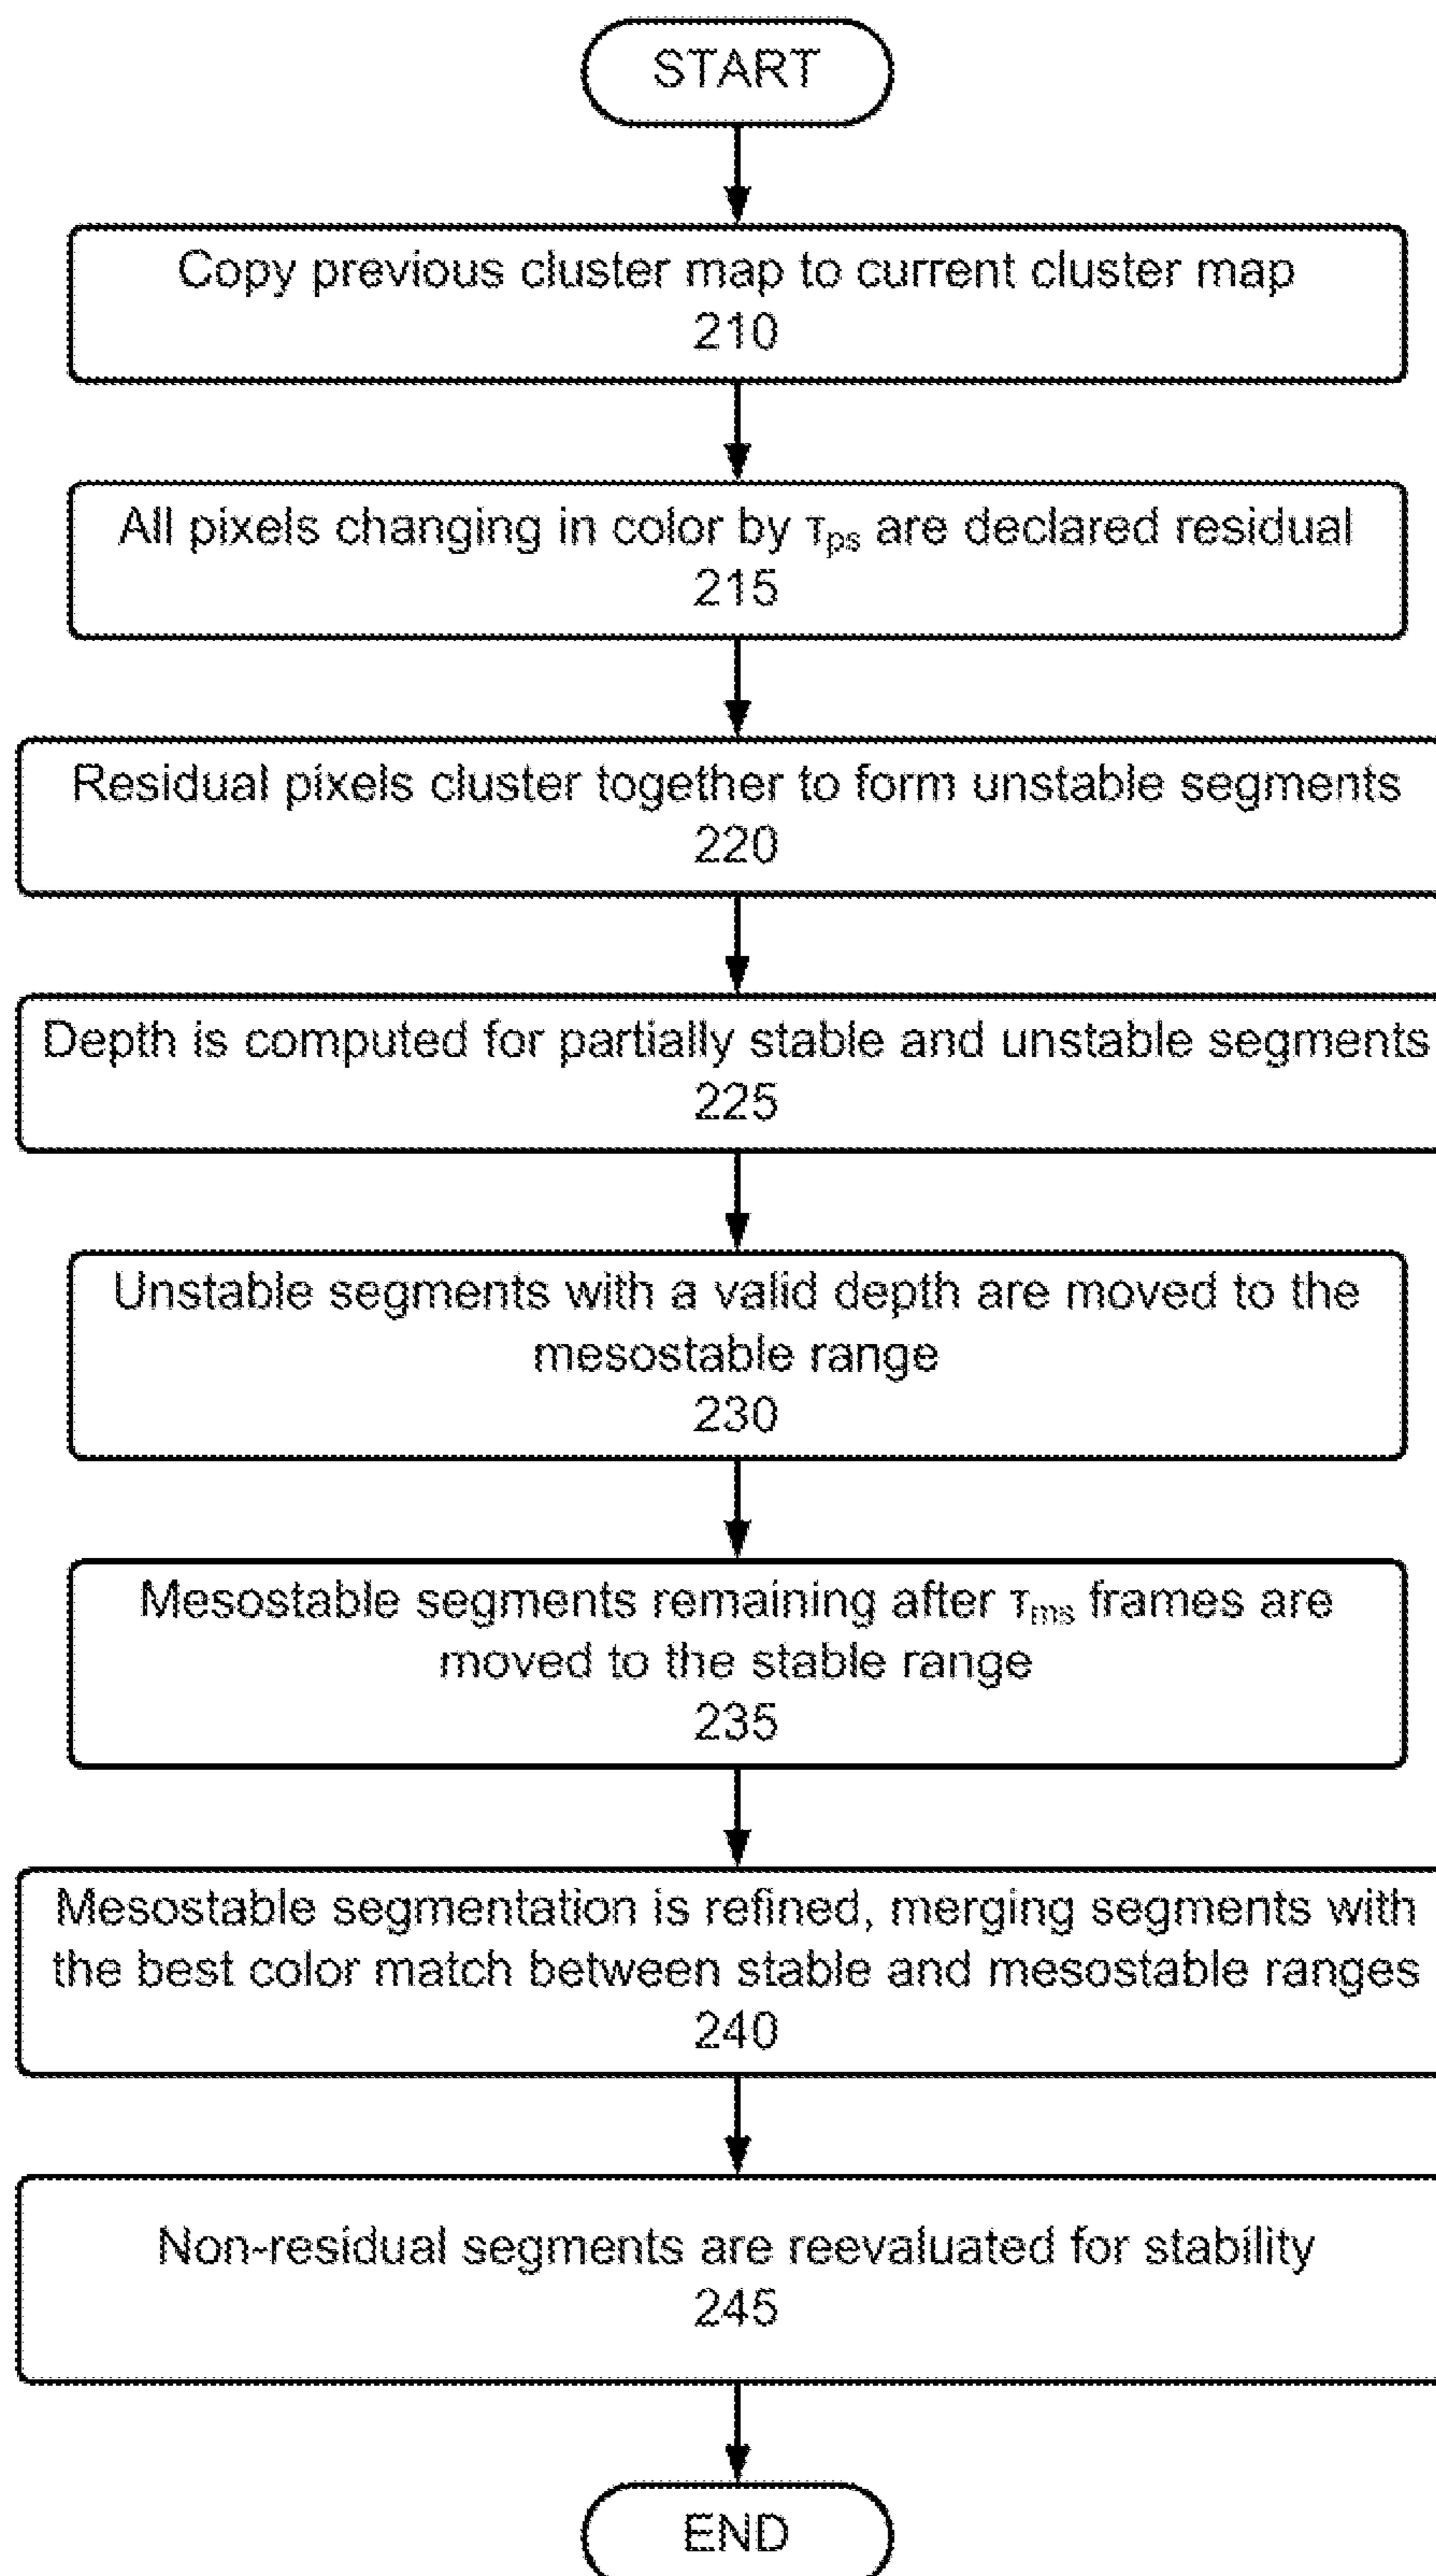 START
Copy previous cluster map to current cluster map
210
All pixels changing in color by τps are declared residual
215
Residual pixels cluster together to form unstable segments
220
Depth is computed for partially stable and unstable segments
225
Unstable segments with a valid depth are moved to the
mesostable range
230
Mesostable segments remaining after τms frames are
moved to the stable range
235
Mesostable segmentation is refined, merging segments with
the best color match between stable and mesostable ranges
240
Non-residual segments are reevaluated for stability
245
END